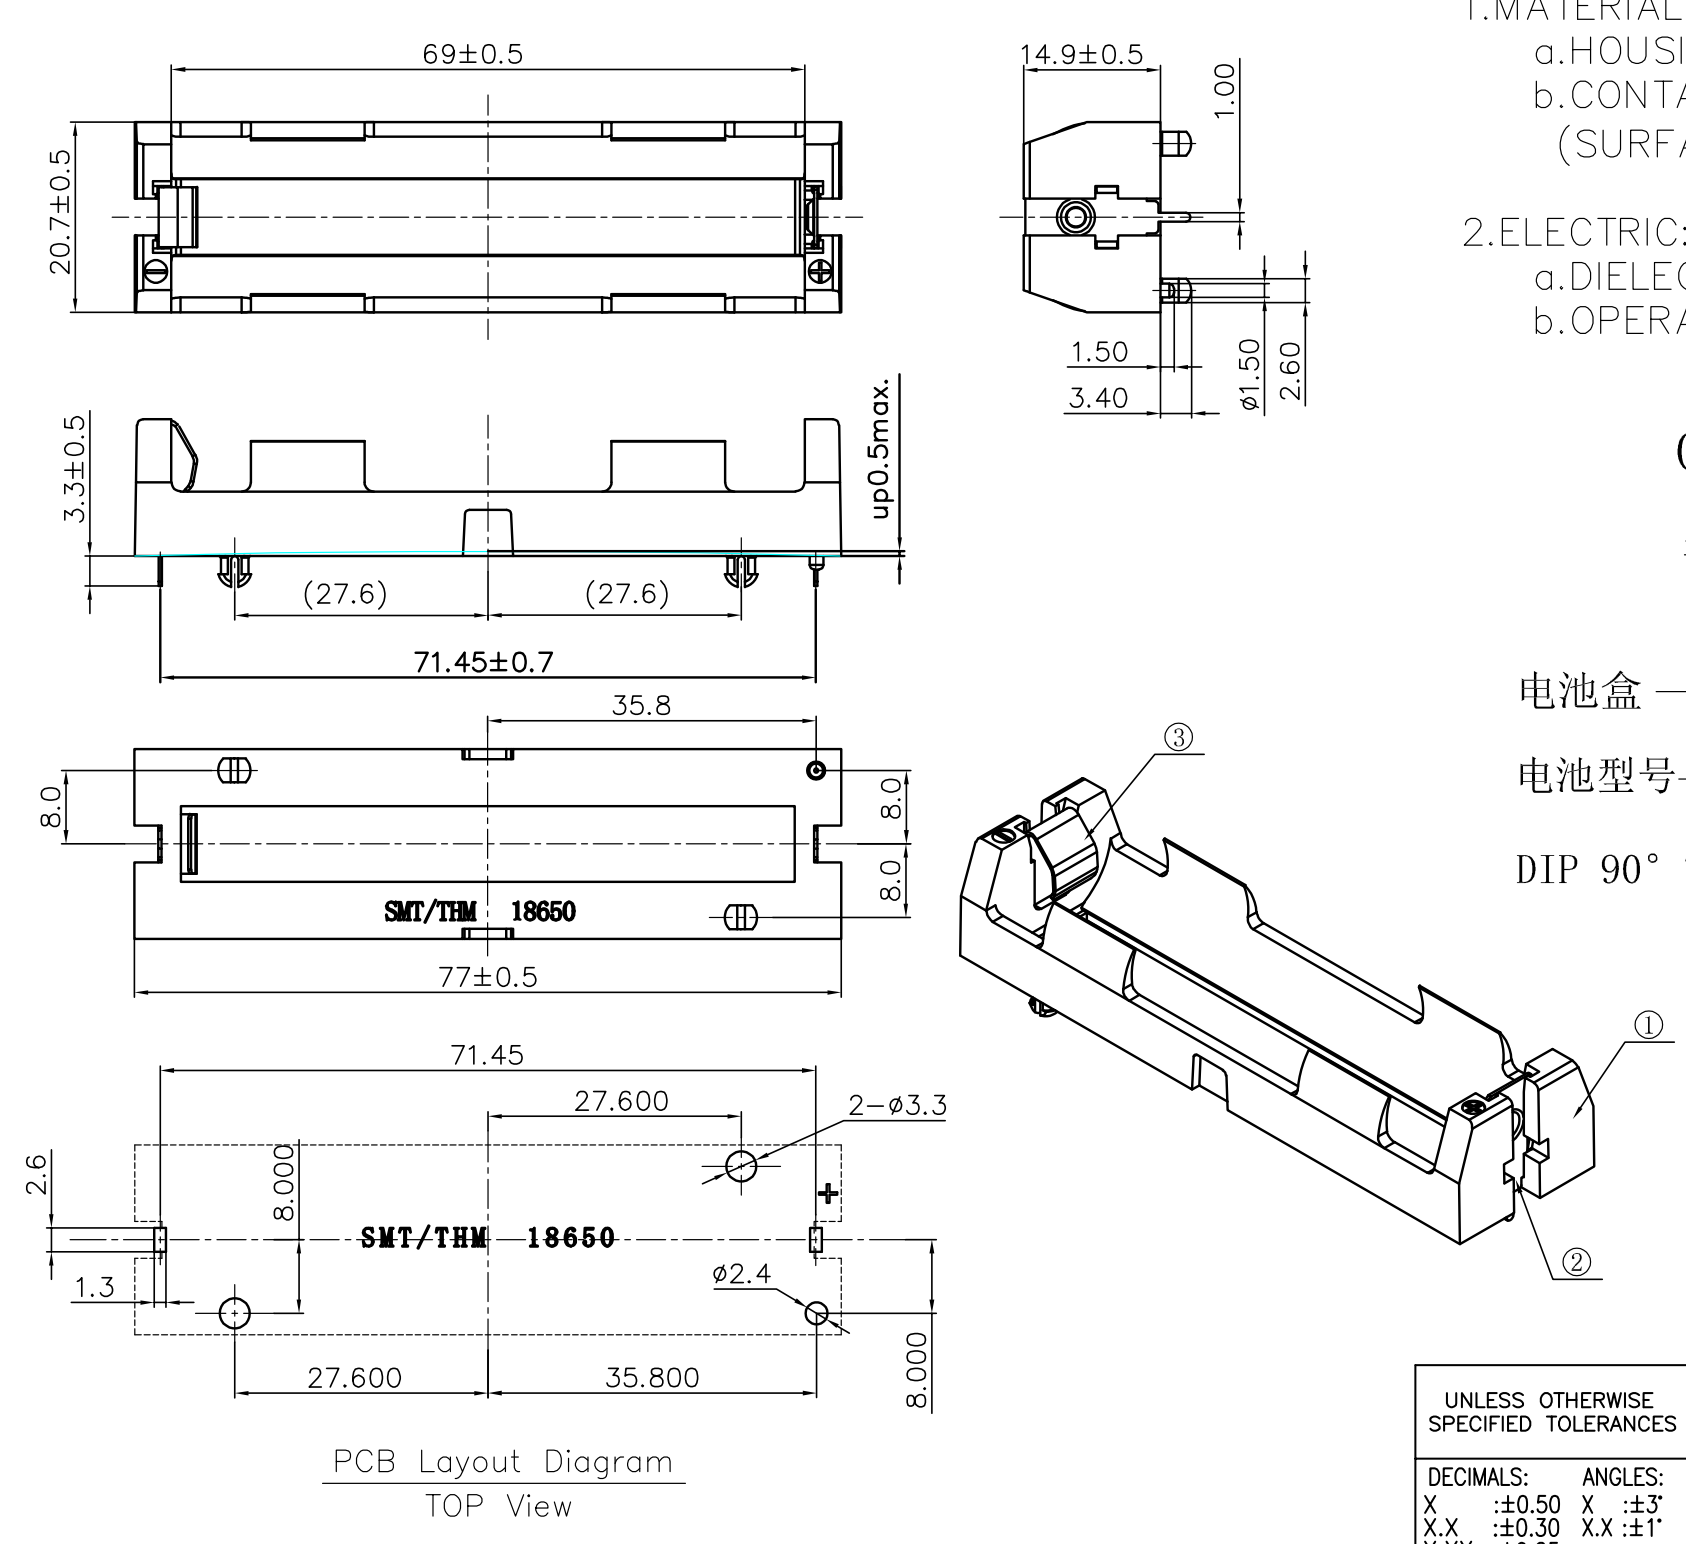 1.MATERIAL
a.HOUSI
b.CONTA
(SURFA
2.ELECTRIC:
a.DIELEC
b.OPERA
69±0.5
20.7±0.5
14.9±0.5
1.00
1.50
3.40
ø1.50
2.60
3.3±0.5
up0.5max.
(27.6)
(27.6)
71.45±0.7
35.8
8.0
8.0
8.0
SMT/THM 18650
77±0.5
电池盒
电池型号
DIP 90°
③
①
②
71.45
27.600
2-ø3.3
2.6
8.000
+
SMT/THM 18650
1.3
ø2.4
27.600
35.800
8.000
PCB Layout Diagram
TOP View
UNLESS OTHERWISE
SPECIFIED TOLERANCES
DECIMALS: ANGLES:
X :±0.50 X :±3°
X.X :±0.30 X.X :±1°